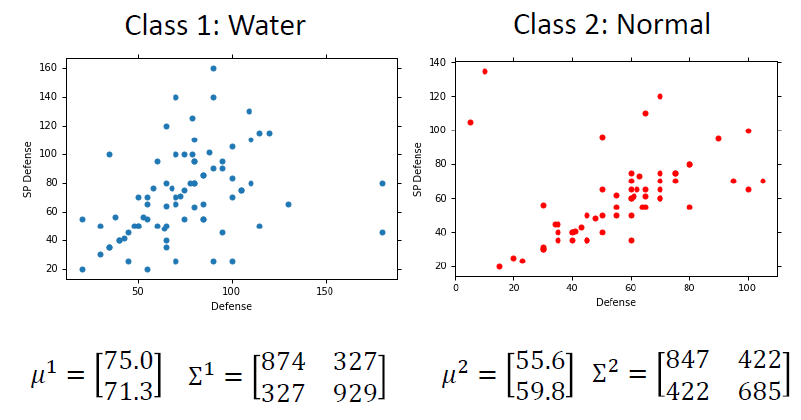 Class 1: Water
160
140
120
100
80
60
40
20
SP Defense
50
100
150
Defense
Class 2: Normal
140
120
100
80
60
40
20
SP Defense
0
20
40
60
80
100
Defense
μ¹ = [75.0
71.3]
Σ¹ = [874 327
327 929]
μ² = [55.6
59.8]
Σ² = [847 422
422 685]